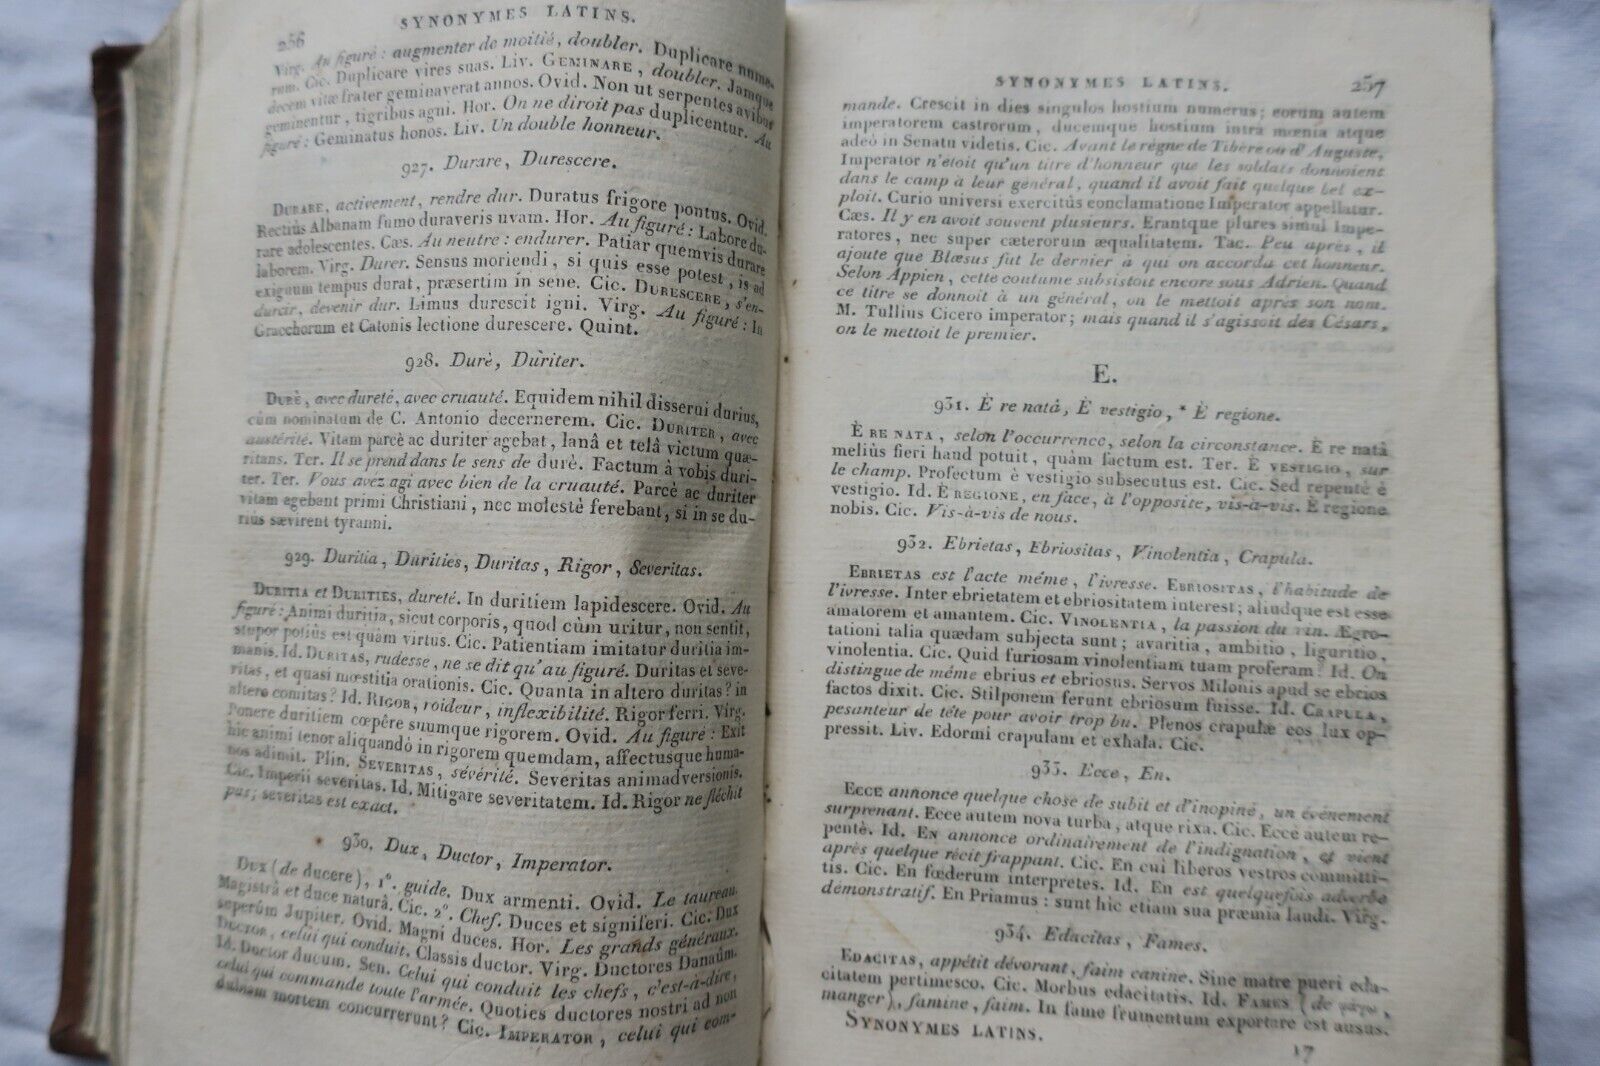 256
SYNONYMES LATINS.
Virg. Au figuré : augmenter de moitié, doubler. Duplicare nume-
rum. Cic. Duplicare vires suas. Liv. GEMINARE, doubler. Jamque
decem vitæ frater geminaverat annos. Ovid. Non ut serpentes avibus
geminentur, tigribus agni. Hor. On ne diroit pas duplicentur. Au
figuré : Geminatus honos. Liv. Un double honneur.
927. Durare, Durescere.
DURARE, activement, rendre dur. Duratus frigore pontus. Ovid.
Rectiùs Albanam fumo duraveris uvam. Hor. Au figuré : Labore du-
rare adolescentes. Cæs. Au neutre : endurer. Patiar quemvis durare
laborem. Virg. Durer. Sensus moriendi, si quis esse potest, is ad
exiguum tempus durat, præsertim in sene. Cic. DURESCERE, s'en-
durcir, devenir dur. Limus durescit igni. Virg. Au figuré : In
Gracchorum et Catonis lectione durescere. Quint.
928. Durè, Duriter.
DURÈ, avec dureté, avec cruauté. Equidem nihil disserui durius,
cùm nominatum de C. Antonio decernerem. Cic. DURITER, avec
austérité. Vitam parcè ac duriter agebat, lanâ et telâ victum quæ-
ritans. Ter. Il se prend dans le sens de durè. Factum à vobis duri-
ter. Ter. Vous avez agi avec bien de la cruauté. Parcè ac duriter
vitam agebant primi Christiani, nec molestè ferebant, si in se du-
rius sævirent tyranni.
929. Duritia, Durities, Duritas, Rigor, Severitas.
DURITIA et DURITIES, dureté. In duritiem lapidescere. Ovid. Au
figuré : Animi duritia, sicut corporis, quod cùm uritur, non sentit,
stupor potiùs est quàm virtus. Cic. Patientiam imitatur duritia im-
manis. Id. DURITAS, rudesse, ne se dit qu'au figuré. Duritas et seve-
ritas, et quasi mœstitia orationis. Cic. Quanta in altero duritas? in
altero comitas? Id. RIGOR, roideur, inflexibilité. Rigor ferri. Virg.
Ponere duritiem cœpêre suumque rigorem. Ovid. Au figuré : Exit
hic animi tenor aliquandò in rigorem quemdam, affectusque huma-
nos adimit. Plin. SEVERITAS, sévérité. Severitas animadversionis.
Cic. Imperii severitas. Id. Mitigare severitatem. Id. Rigor ne fléchit
pas; severitas est exact.
930. Dux, Ductor, Imperator.
DUX (de ducere), 1°. guide. Dux armenti. Ovid. Le taureau.
Magistrâ et duce naturâ. Cic. 2°. Chef. Duces et signiferi. Cic. Dux
seperûm Jupiter. Ovid. Magni duces. Hor. Les grands généraux.
DUCTOR, celui qui conduit. Classis ductor. Virg. Ductores Danaûm.
Id. Ductor ducum. Sen. Celui qui conduit les chefs, c'est-à-dire,
celui qui commande toute l'armée. Quoties ductores nostri ad non
dubiam mortem concurrerunt? Cic. IMPERATOR, celui qui com-
SYNONYMES LATINS.
257
mande. Crescit in dies singulos hostium numerus; eorum autem
imperatorem castrorum, ducemque hostium intrà mœnia atque
adeò in Senatu videtis. Cic. Avant le règne de Tibère ou d'Auguste,
Imperator n'étoit qu'un titre d'honneur que les soldats donnoient
dans le camp à leur général, quand il avoit fait quelque bel ex-
ploit. Curio universi exercitûs conclamatione Imperator appellatur.
Cæs. Il y en avoit souvent plusieurs. Erantque plures simul Impe-
ratores, nec super cæterorum æqualitatem. Tac. Peu après, il
ajoute que Blæsus fut le dernier à qui on accorda cet honneur.
Selon Appien, cette coutume subsistoit encore sous Adrien. Quand
ce titre se donnoit à un général, on le mettoit après son nom.
M. Tullius Cicero imperator; mais quand il s'agissoit des Césars,
on le mettoit le premier.
E.
931. È re natâ, È vestigio, * È regione.
È RE NATA, selon l'occurrence, selon la circonstance. È re natâ
meliùs fieri haud potuit, quàm factum est. Ter. È VESTIGIO, sur
le champ. Profectum è vestigio subsecutus est. Cic. Sed repentè è
vestigio. Id. È REGIONE, en face, à l'opposite, vis-à-vis. È regione
nobis. Cic. Vis-à-vis de nous.
932. Ebrietas, Ebriositas, Vinolentia, Crapula.
EBRIETAS est l'acte même, l'ivresse. EBRIOSITAS, l'habitude de
l'ivresse. Inter ebrietatem et ebriositatem interest; aliudque est esse
amatorem et amantem. Cic. VINOLENTIA, la passion du vin. Ægro-
tationi talia quædam subjecta sunt; avaritia, ambitio, liguritio,
vinolentia. Cic. Quid furiosam vinolentiam tuam proferam? Id. On
distingue de même ebrius et ebriosus. Servos Milonis apud se ebrios
factos dixit. Cic. Stilponem ferunt ebriosum fuisse. Id. CRAPULA,
pesanteur de tête pour avoir trop bu. Plenos crapulæ eos lux op-
pressit. Liv. Edormi crapulam et exhala. Cic.
933. Ecce, En.
ECCE annonce quelque chose de subit et d'inopiné, un événement
surprenant. Ecce autem nova turba, atque rixa. Cic. Ecce autem re-
pentè. Id. EN annonce ordinairement de l'indignation, et vient
après quelque récit frappant. Cic. En cui liberos vestros committi-
tis. Cic. En fœderum interpretes. Id. En est quelquefois adverbe
démonstratif. En Priamus : sunt hic etiam sua præmia laudi. Virg.
934. Edacitas, Fames.
EDACITAS, appétit dévorant, faim canine. Sine matre pueri eda-
citatem pertimesco. Cic. Morbus edacitatis. Id. FAMES (de
manger), famine, faim. In fame frumentum exportare est ausus.
SYNONYMES LATINS.
17